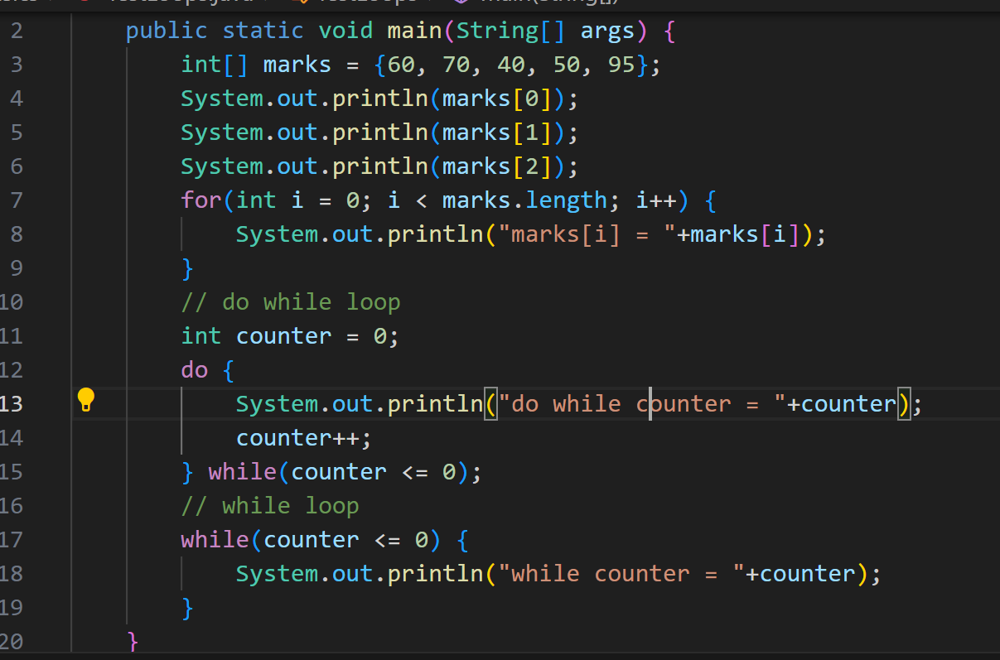 2 public static void main(String[] args) {
3 int[] marks = {60, 70, 40, 50, 95};
4 System.out.println(marks[0]);
5 System.out.println(marks[1]);
6 System.out.println(marks[2]);
7 for(int i = 0; i < marks.length; i++) {
8 System.out.println("marks[i] = "+marks[i]);
9 }
10 // do while loop
11 int counter = 0;
12 do {
13 System.out.println("do while counter = "+counter);
14 counter++;
15 } while(counter <= 0);
16 // while loop
17 while(counter <= 0) {
18 System.out.println("while counter = "+counter);
19 }
20 }